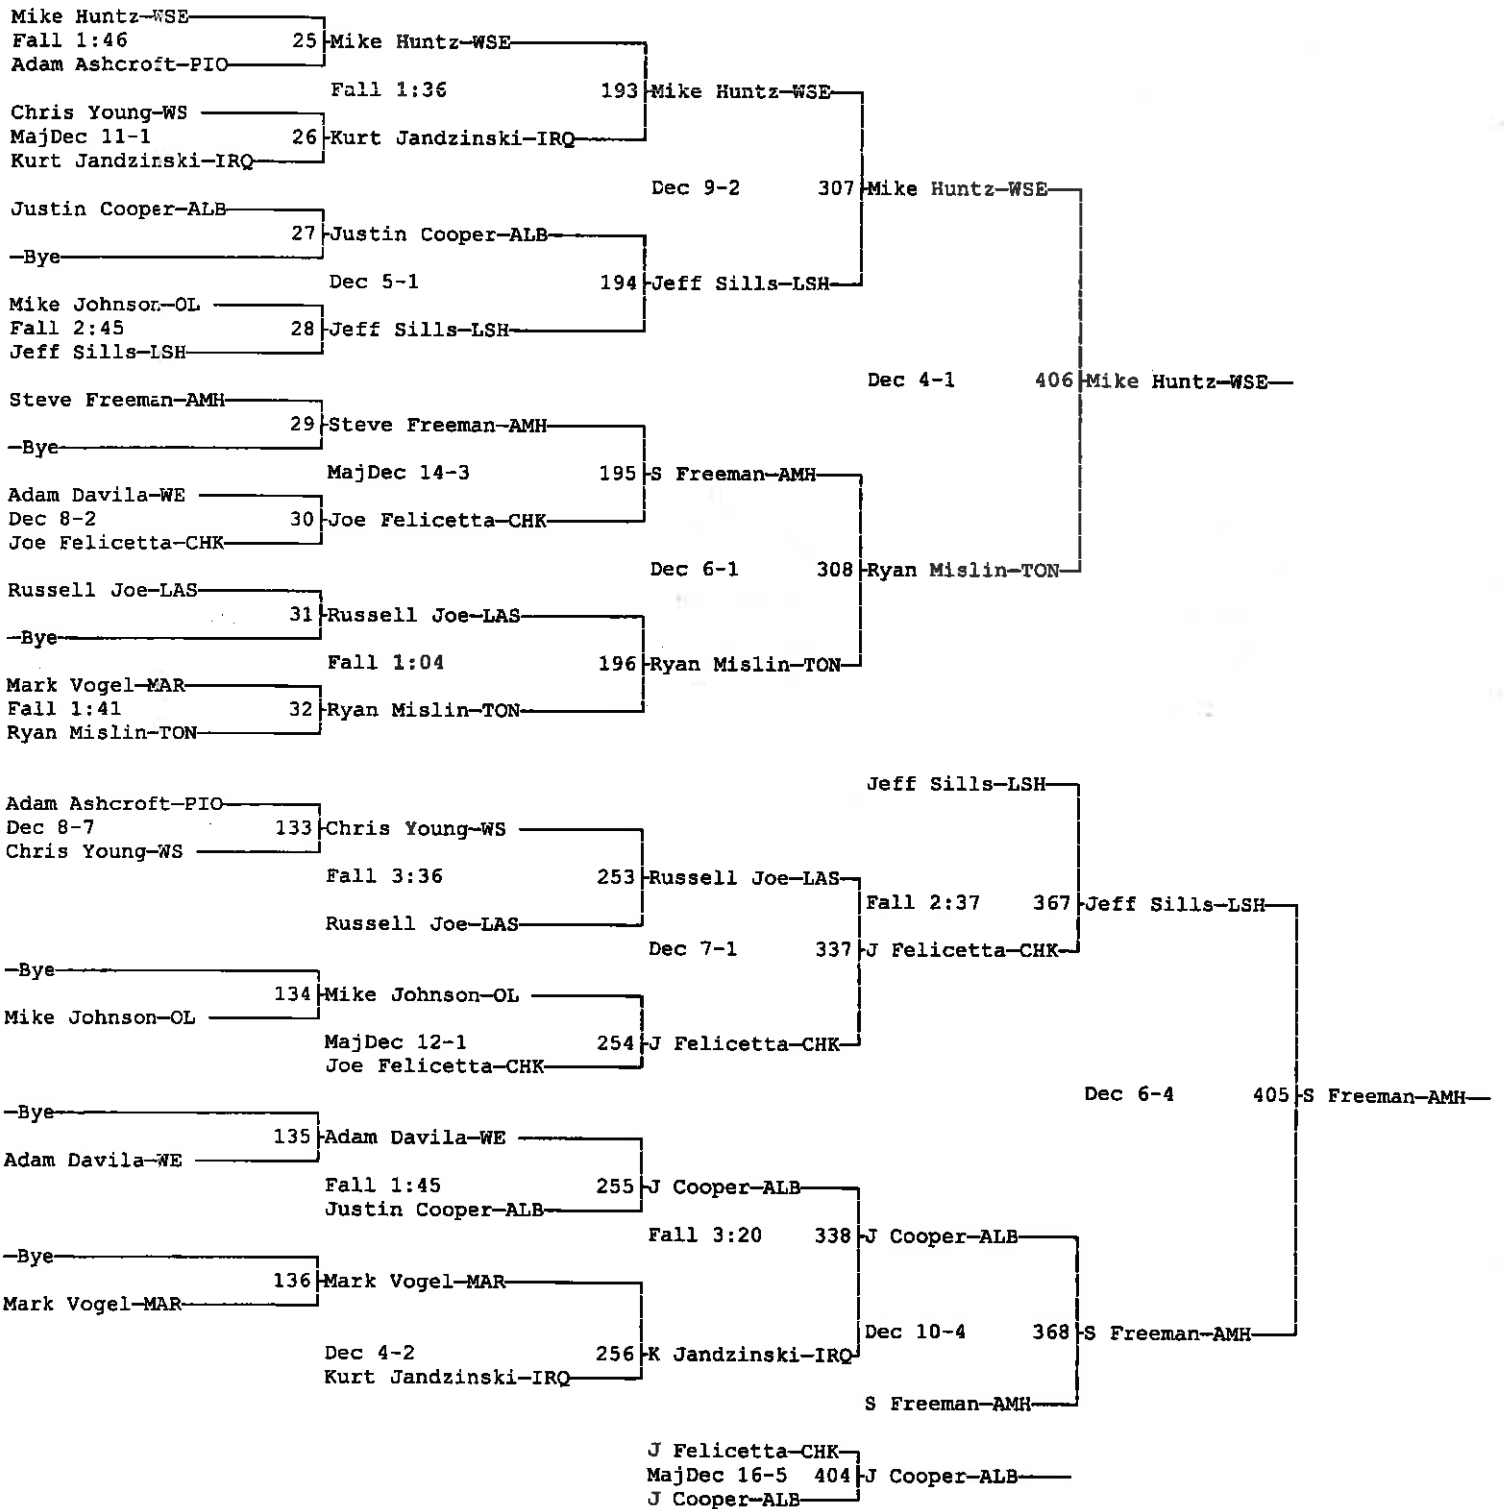 Mike Huntz-WSE
Fall 1:46 25 Mike Huntz-WSE
Adam Ashcroft-PIO
Fall 1:36 193 Mike Huntz-WSE
Chris Young-WS
MajDec 11-1 26 Kurt Jandzinski-IRQ
Kurt Jandzinski-IRQ
Dec 9-2 307 Mike Huntz-WSE
Justin Cooper-ALB
27 Justin Cooper-ALB
-Bye
Dec 5-1 194 Jeff Sills-LSH
Mike Johnson-OL
Fall 2:45 28 Jeff Sills-LSH
Jeff Sills-LSH
Dec 4-1 406 Mike Huntz-WSE
Steve Freeman-AMH
29 Steve Freeman-AMH
-Bye
MajDec 14-3 195 S Freeman-AMH
Adam Davila-WE
Dec 8-2 30 Joe Felicetta-CHK
Joe Felicetta-CHK
Dec 6-1 308 Ryan Mislin-TON
Russell Joe-LAS
31 Russell Joe-LAS
-Bye
Fall 1:04 196 Ryan Mislin-TON
Mark Vogel-MAR
Fall 1:41 32 Ryan Mislin-TON
Ryan Mislin-TON
Jeff Sills-LSH
Adam Ashcroft-PIO
Dec 8-7 133 Chris Young-WS
Chris Young-WS
Fall 3:36 253 Russell Joe-LAS
Fall 2:37 367 Jeff Sills-LSH
Russell Joe-LAS
Dec 7-1 337 J Felicetta-CHK
-Bye
134 Mike Johnson-OL
Mike Johnson-OL
MajDec 12-1 254 J Felicetta-CHK
Joe Felicetta-CHK
Dec 6-4 405 S Freeman-AMH
-Bye
135 Adam Davila-WE
Adam Davila-WE
Fall 1:45 255 J Cooper-ALB
Justin Cooper-ALB
Fall 3:20 338 J Cooper-ALB
-Bye
136 Mark Vogel-MAR
Mark Vogel-MAR
Dec 10-4 368 S Freeman-AMH
Dec 4-2 256 K Jandzinski-IRQ
Kurt Jandzinski-IRQ
S Freeman-AMH
J Felicetta-CHK
MajDec 16-5 404 J Cooper-ALB
J Cooper-ALB